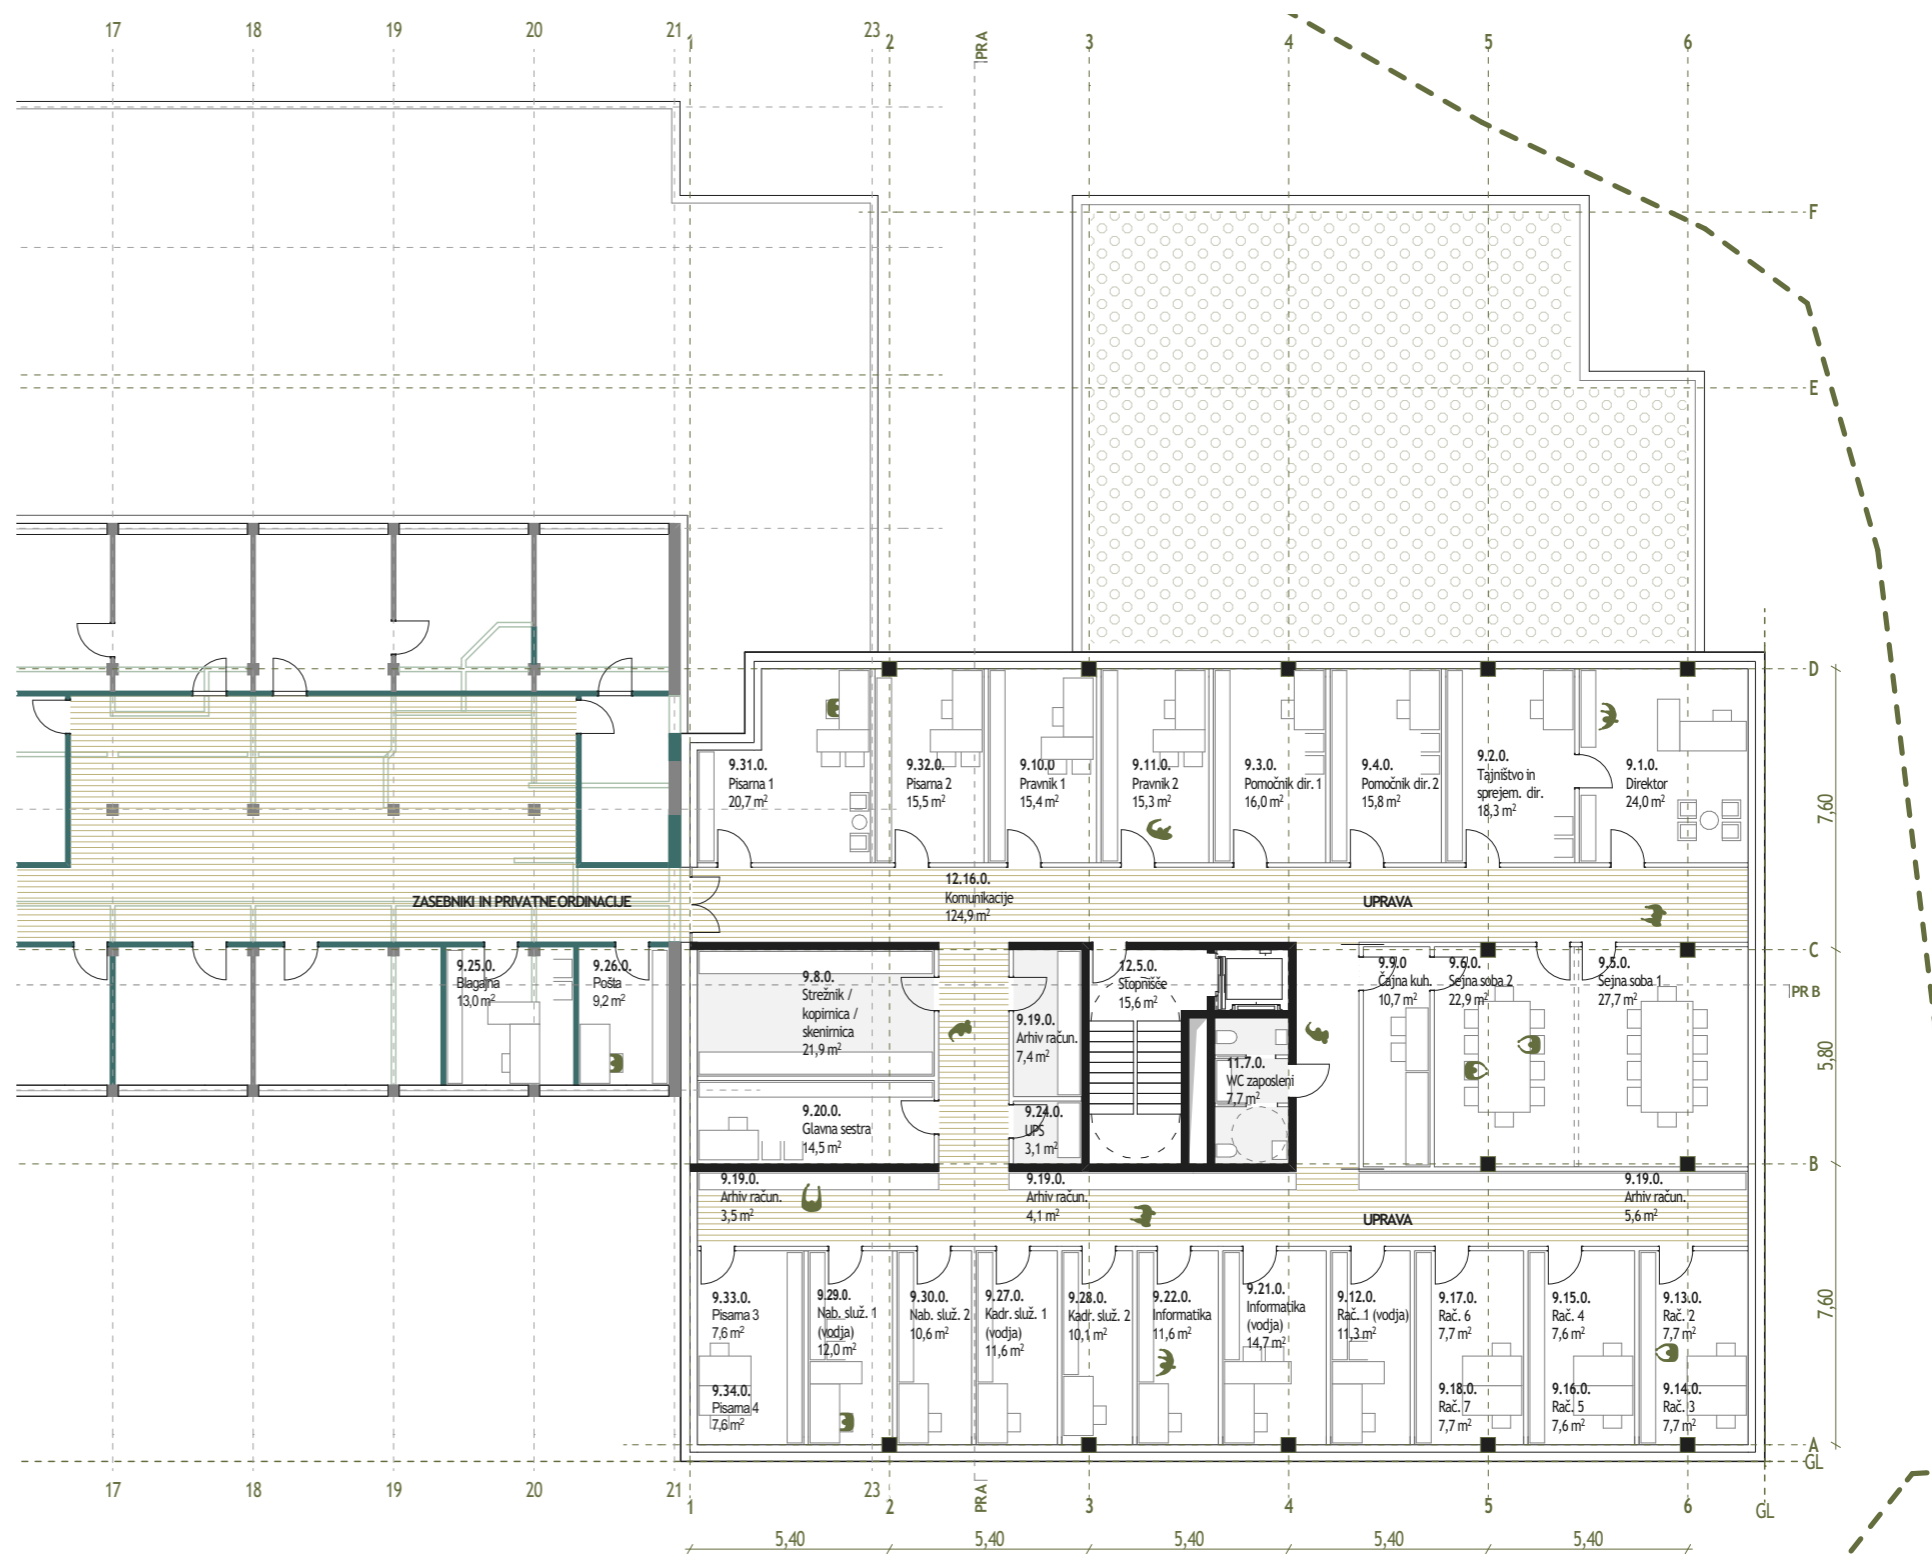 17 18 19 20 21 1 23 2 PRA 3 4 5 6
F
E
D
7,60
C
PR B
5,80
B
7,60
A
GL
9.31.0.
Pisarna 1
20,7 m²
9.32.0.
Pisarna 2
15,5 m²
9.10.0
Pravnik 1
15,4 m²
9.11.0.
Pravnik 2
15,3 m²
9.3.0.
Pomočnik dir. 1
16,0 m²
9.4.0.
Pomočnik dir. 2
15,8 m²
9.2.0.
Tajništvo in
sprejem. dir.
18,3 m²
9.1.0.
Direktor
24,0 m²
12.16.0.
Komunikacije
124,9 m²
ZASEBNIKI IN PRIVATNE ORDINACIJE
UPRAVA
9.25.0.
Blagajna
13,0 m²
9.26.0.
Pošta
9,2 m²
9.8.0.
Strežnik /
kopirnica /
skenirnica
21,9 m²
9.19.0.
Arhiv račun.
7,4 m²
12.5.0.
Stopnišče
15,6 m²
9.9.0
Čajna kuh.
10,7 m²
9.6.0.
Sejna soba 2
22,9 m²
9.5.0.
Sejna soba 1
27,7 m²
11.7.0.
WC zaposleni
7,7 m²
9.20.0.
Glavna sestra
14,5 m²
9.24.0.
UPS
3,1 m²
9.19.0.
Arhiv račun.
3,5 m²
9.19.0.
Arhiv račun.
4,1 m²
9.19.0.
Arhiv račun.
5,6 m²
UPRAVA
9.33.0.
Pisarna 3
7,6 m²
9.29.0.
Nab. služ. 1
(vodja)
12,0 m²
9.30.0.
Nab. služ. 2
10,6 m²
9.27.0.
Kadr. služ. 1
(vodja)
11,6 m²
9.28.0.
Kadr. služ. 2
10,1 m²
9.22.0.
Informatika
11,6 m²
9.21.0.
Informatika
(vodja)
14,7 m²
9.12.0.
Rač. 1 (vodja)
11,3 m²
9.17.0.
Rač. 6
7,7 m²
9.15.0.
Rač. 4
7,6 m²
9.13.0.
Rač. 2
7,7 m²
9.34.0.
Pisarna 4
7,6 m²
9.18.0.
Rač. 7
7,7 m²
9.16.0.
Rač. 5
7,6 m²
9.14.0.
Rač. 3
7,7 m²
17 18 19 20 21 1 23 2 PRA 3 4 5 6 GL
5,40 5,40 5,40 5,40 5,40